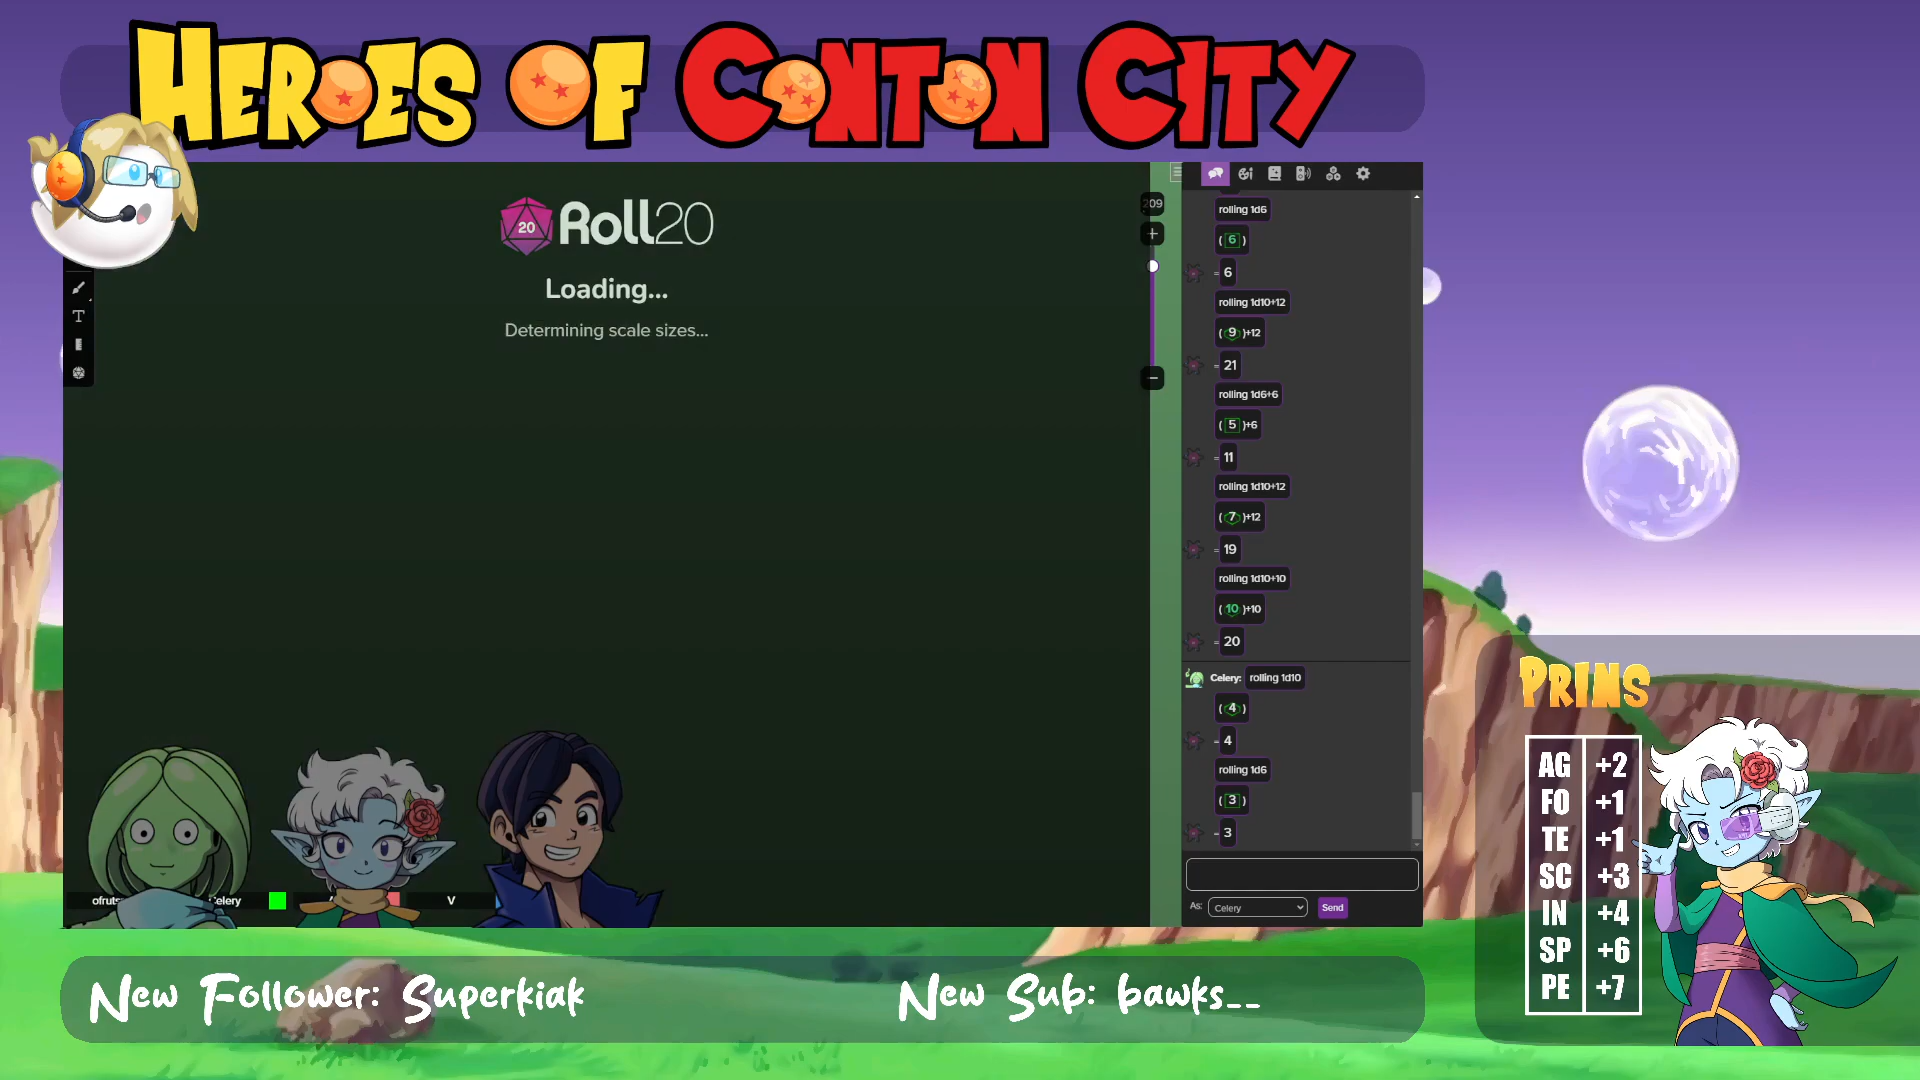 HEROES OF CONTON CITY
20 Roll20
Loading...
Determining scale sizes...
209
+
−
T
rolling 1d6
(6)
=6
rolling 1d10+12
(9)+12
=21
rolling 1d6+6
(5)+6
=11
rolling 1d10+12
(7)+12
=19
rolling 1d10+10
(10)+10
=20
Celery: rolling 1d10
(4)
=4
rolling 1d6
(3)
=3
As: Celery Send
V
PRINS
AG +2
FO +1
TE +1
SC +3
IN +4
SP +6
PE +7
New Follower: Superkiak
New Sub: bawks__